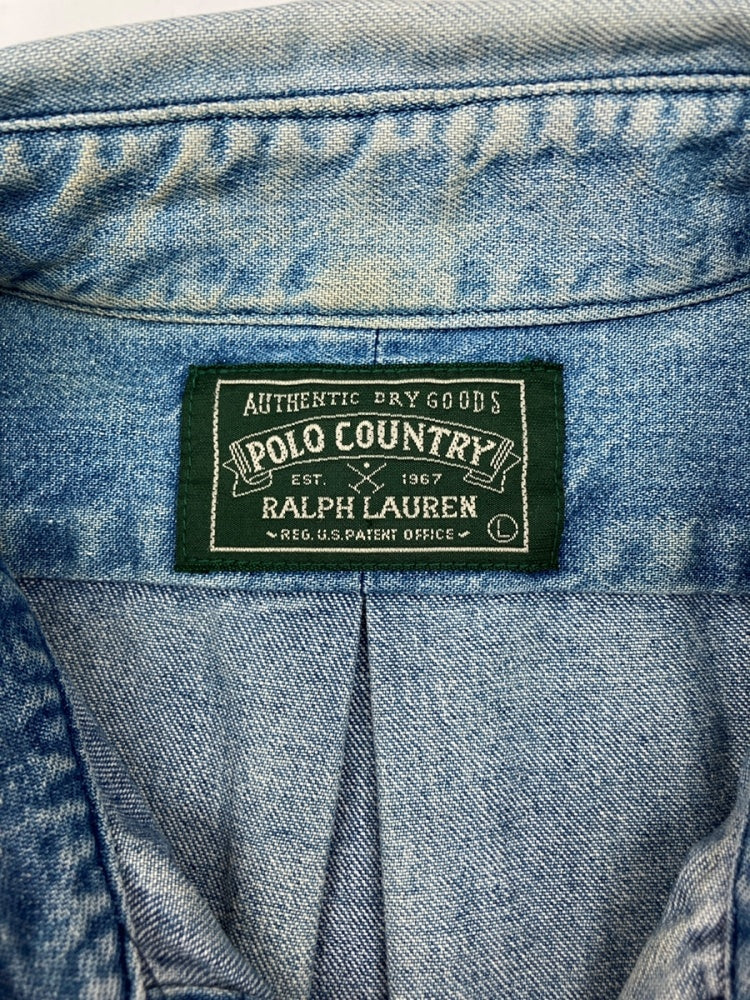 AUTHENTIC DRY GOODS
POLO COUNTRY
EST. 1967
RALPH LAUREN
REG. U.S. PATENT OFFICE
L